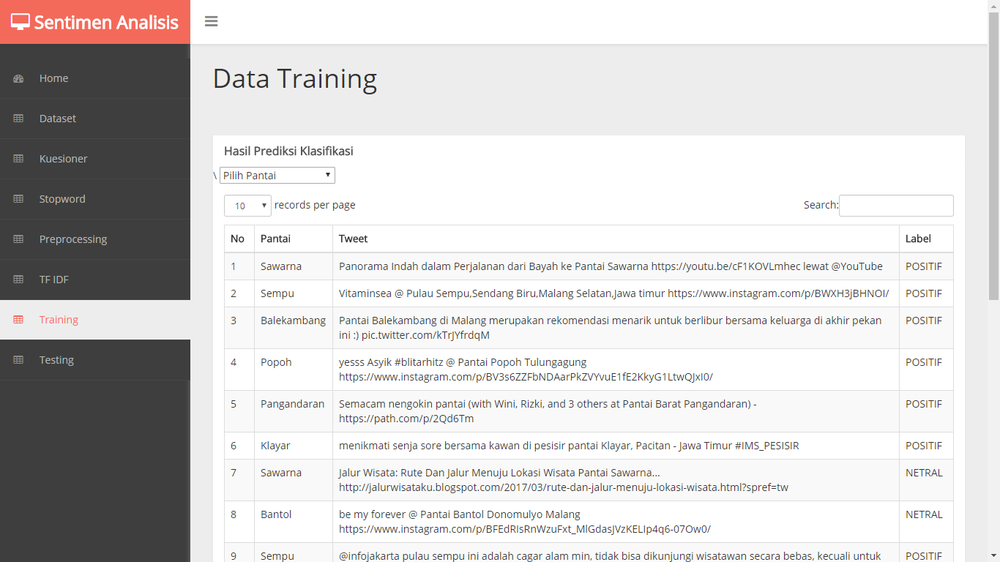 Sentimen Analisis
Home
Dataset
Kuesioner
Stopword
Preprocessing
TF IDF
Training
Testing
Data Training
Hasil Prediksi Klasifikasi
\ Pilih Pantai
10 records per page Search:
No Pantai Tweet Label
1 Sawarna Panorama Indah dalam Perjalanan dari Bayah ke Pantai Sawarna https://youtu.be/cF1KOVLmhec lewat @YouTube POSITIF
2 Sempu Vitaminsea @ Pulau Sempu,Sendang Biru,Malang Selatan,Jawa timur https://www.instagram.com/p/BWXH3jBHNOI/ POSITIF
3 Balekambang Pantai Balekambang di Malang merupakan rekomendasi menarik untuk berlibur bersama keluarga di akhir pekan POSITIF
ini :) pic.twitter.com/kTrJYfrdqM
4 Popoh yesss Asyik #blitarhitz @ Pantai Popoh Tulungagung POSITIF
https://www.instagram.com/p/BV3s6ZZFbNDAarPkZVYvuE1fE2KkyG1LtwQJxI0/
5 Pangandaran Semacam nengokin pantai (with Wini, Rizki, and 3 others at Pantai Barat Pangandaran) - POSITIF
https://path.com/p/2Qd6Tm
6 Klayar menikmati senja sore bersama kawan di pesisir pantai Klayar, Pacitan - Jawa Timur #IMS_PESISIR POSITIF
7 Sawarna Jalur Wisata: Rute Dan Jalur Menuju Lokasi Wisata Pantai Sawarna... NETRAL
http://jalurwisataku.blogspot.com/2017/03/rute-dan-jalur-menuju-lokasi-wisata.html?spref=tw
8 Bantol be my forever @ Pantai Bantol Donomulyo Malang NETRAL
https://www.instagram.com/p/BFEdRIsRnWzuFxt_MlGdasJVzKELIp4q6-07Ow0/
9 Sempu @infojakarta pulau sempu ini adalah cagar alam min, tidak bisa dikunjungi wisatawan secara bebas, kecuali untuk POSITIF